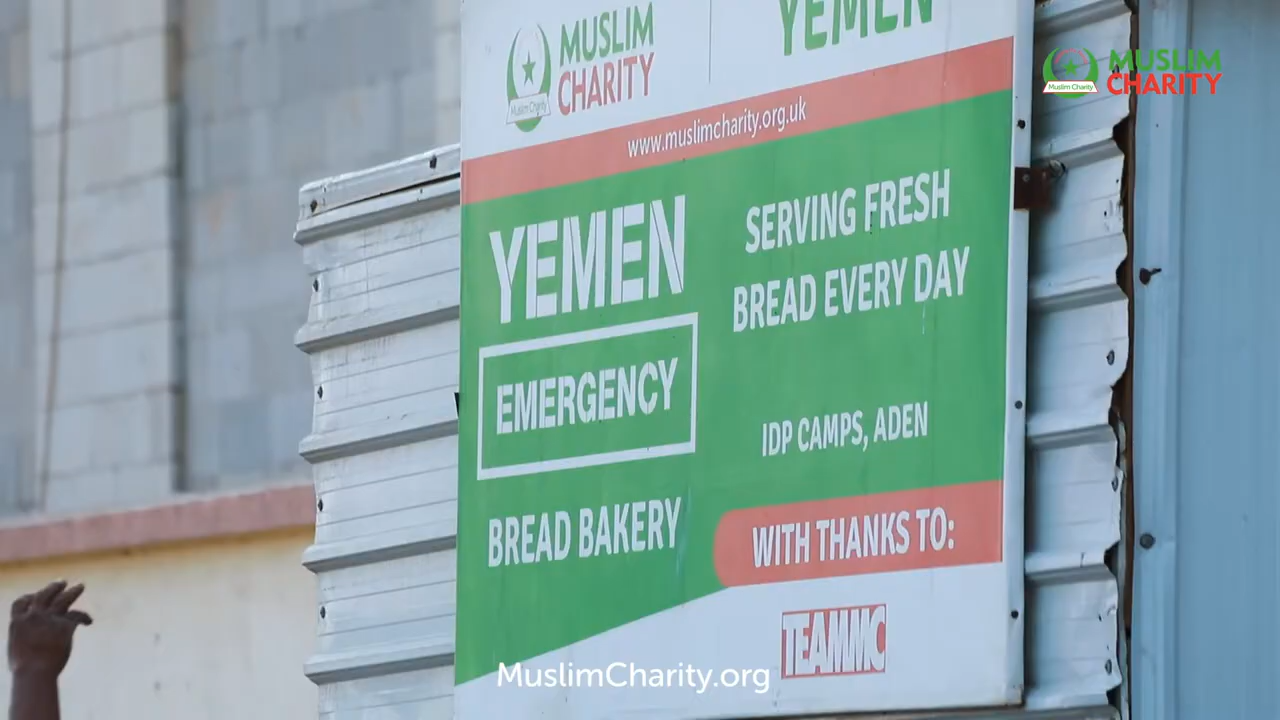 MUSLIM
CHARITY
Muslim Charity
YEMEN
www.muslimcharity.org.uk
YEMEN
EMERGENCY
BREAD BAKERY
SERVING FRESH
BREAD EVERY DAY
IDP CAMPS, ADEN
WITH THANKS TO:
TEAMMC
MUSLIM
CHARITY
Muslim Charity
MuslimCharity.org